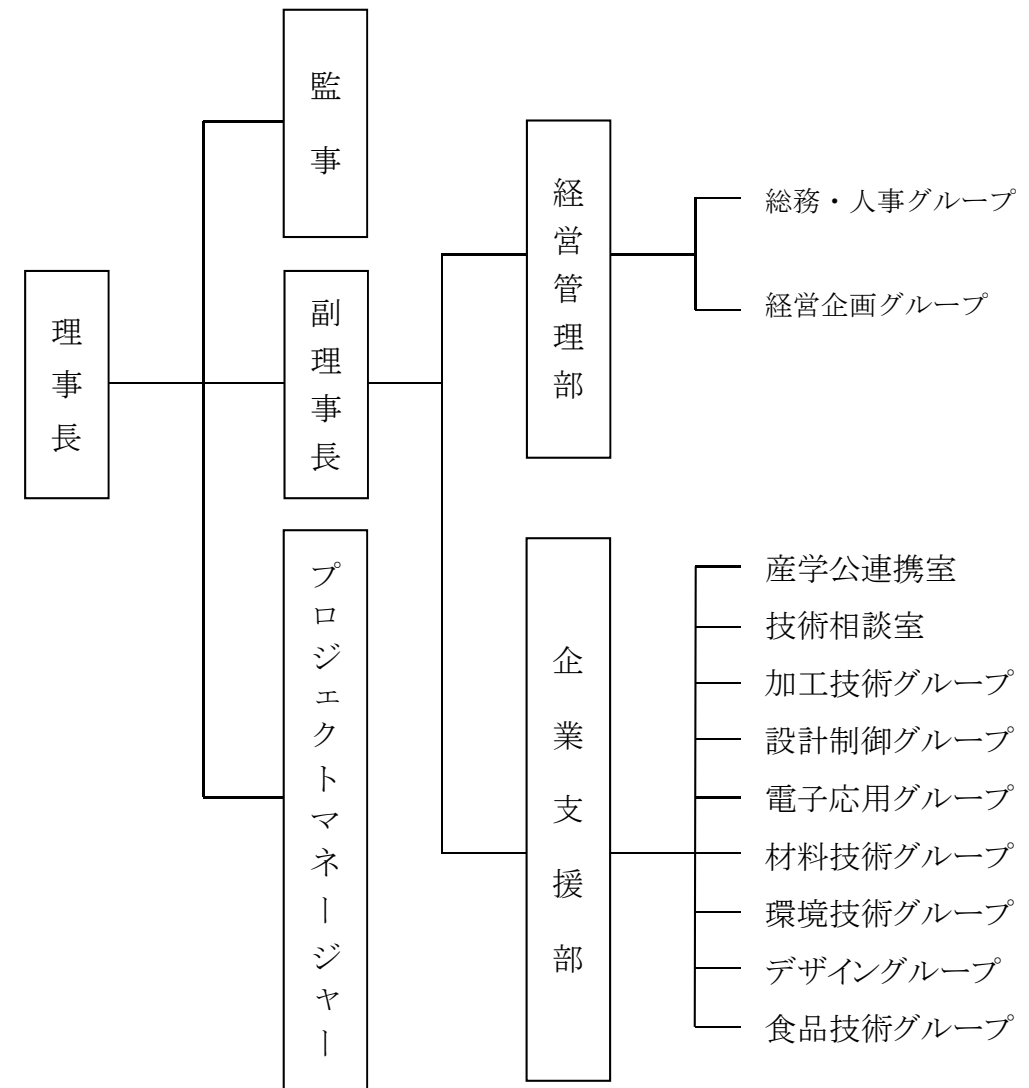 理事長
監事
副理事長
プロジェクトマネージャー
経営管理部
総務・人事グループ
経営企画グループ
企業支援部
産学公連携室
技術相談室
加工技術グループ
設計制御グループ
電子応用グループ
材料技術グループ
環境技術グループ
デザイングループ
食品技術グループ